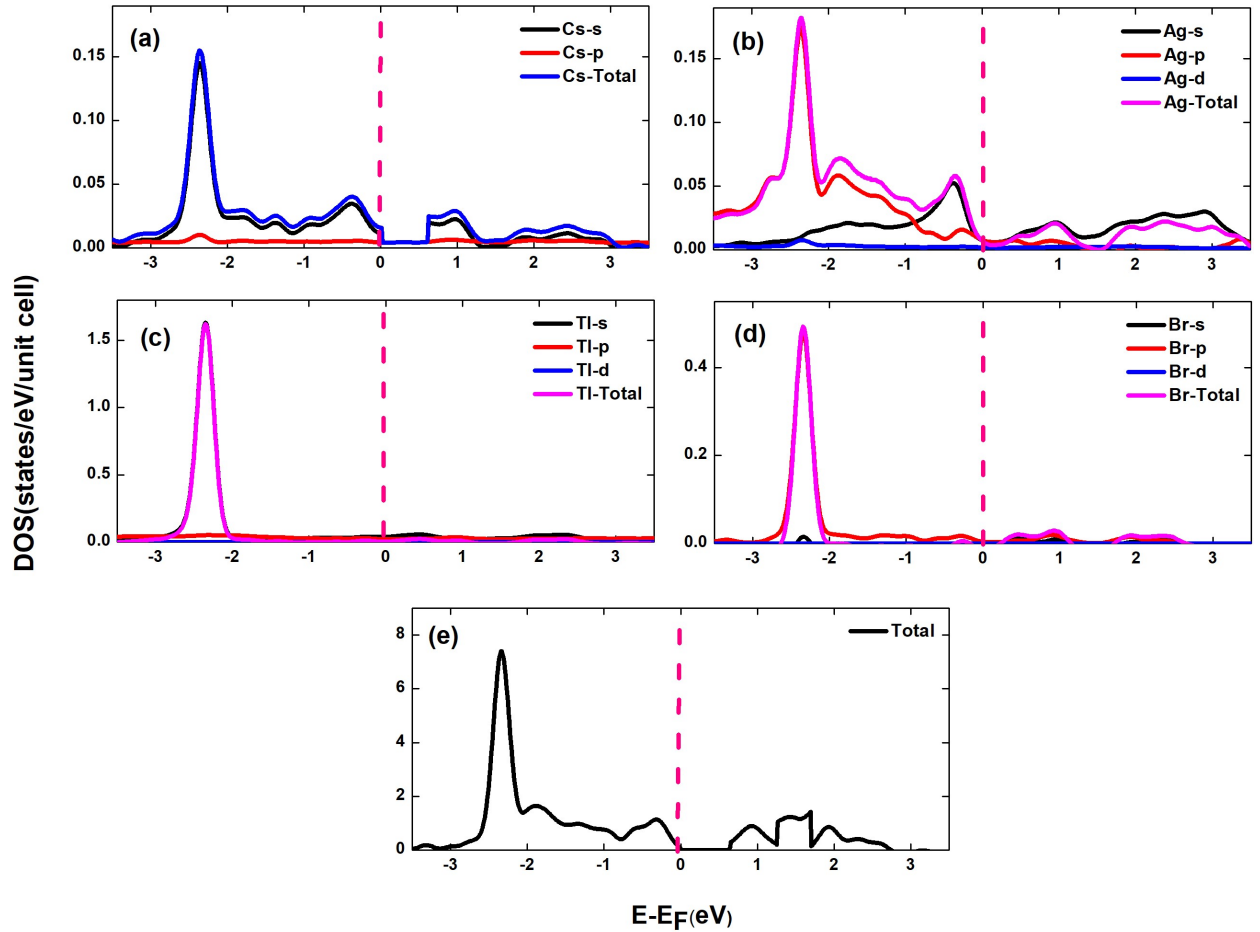 (a)
Cs-s
Cs-p
Cs-Total
0.15
0.10
0.05
0.00
-3 -2 -1 0 1 2 3
(b)
Ag-s
Ag-p
Ag-d
Ag-Total
0.15
0.10
0.05
0.00
-3 -2 -1 0 1 2 3
DOS(states/eV/unit cell)
(c)
Tl-s
Tl-p
Tl-d
Tl-Total
1.5
1.0
0.5
0.0
-3 -2 -1 0 1 2 3
(d)
Br-s
Br-p
Br-d
Br-Total
0.4
0.2
0.0
-3 -2 -1 0 1 2 3
(e)
Total
8
6
4
2
0
-3 -2 -1 0 1 2 3
E-EF(eV)